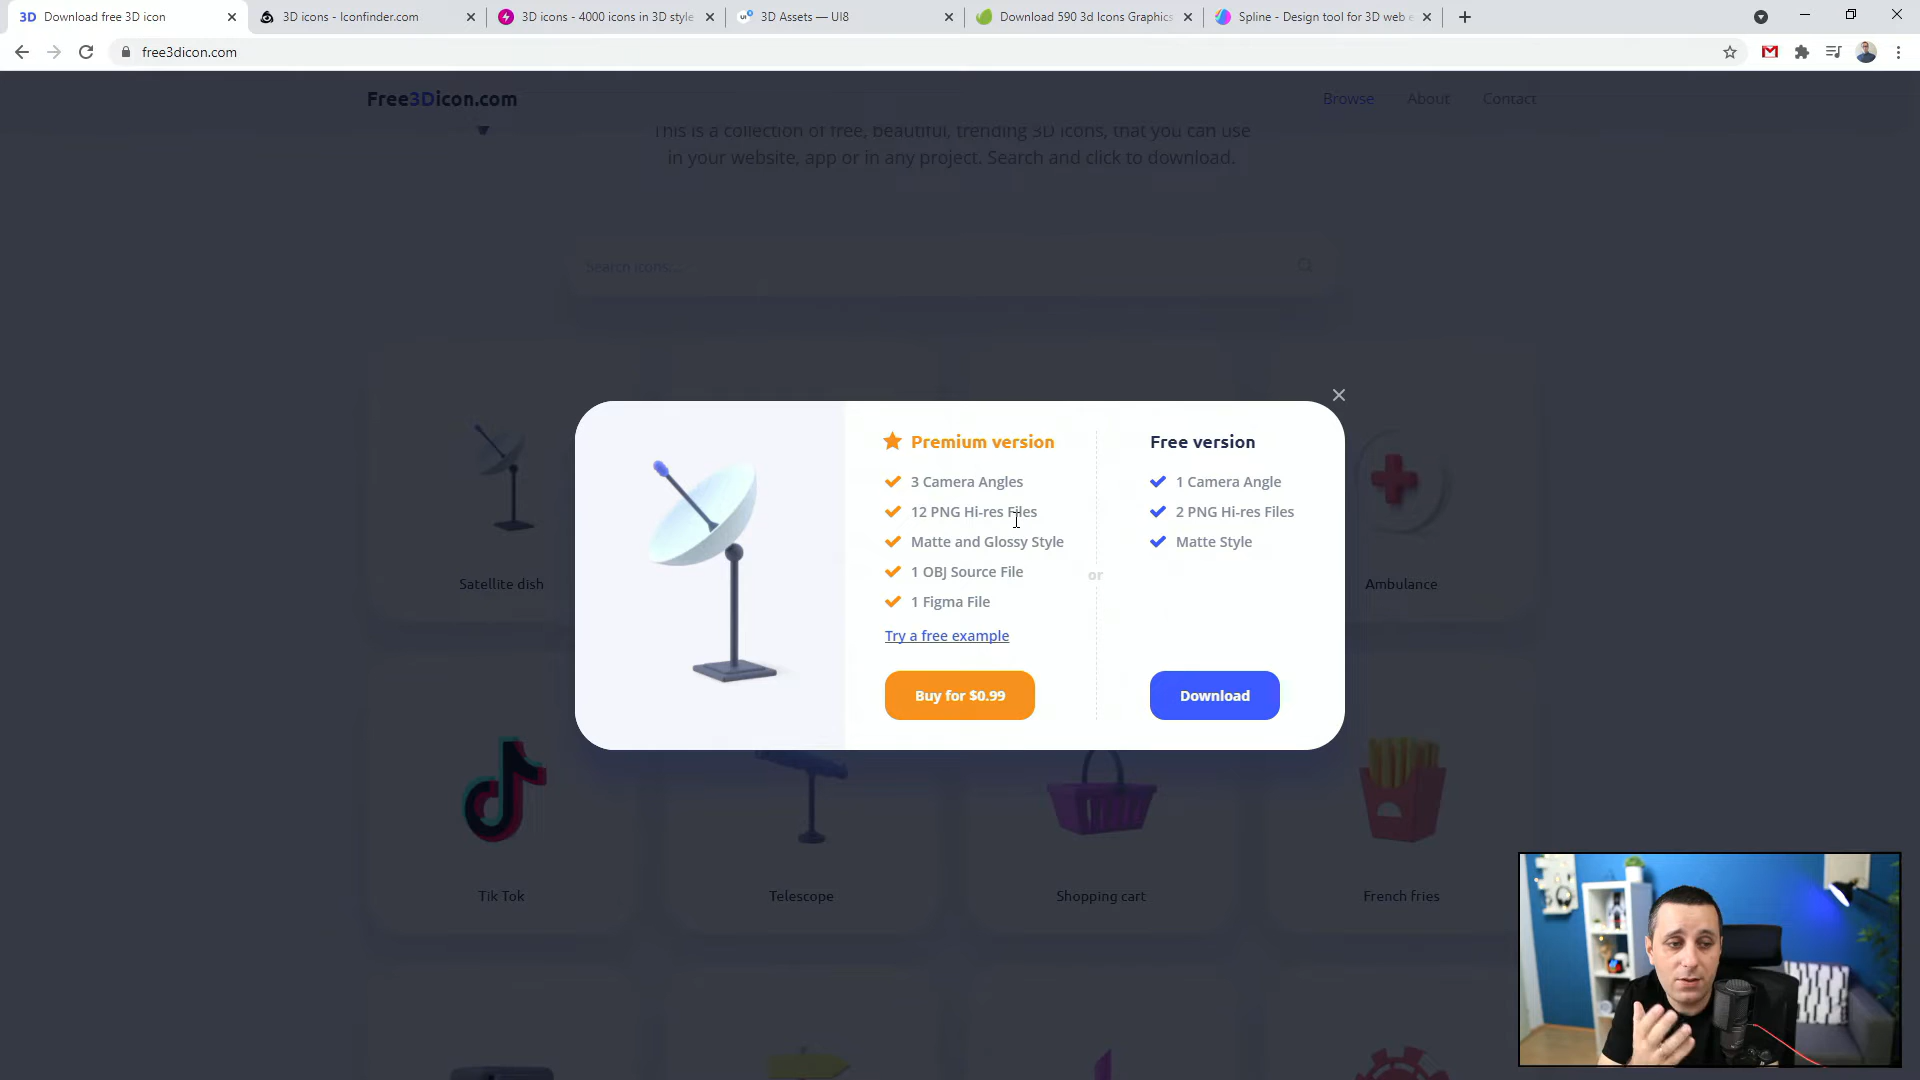 3D Download free 3D icon
3D icons - Iconfinder.com
3D icons - 4000 icons in 3D style
3D Assets — UI8
Download 590 3d Icons Graphics
Spline - Design tool for 3D web e
free3dicon.com
Free3Dicon.com
Browse
About
Contact
This is a collection of free, beautiful, trending 3D icons, that you can use
in your website, app or in any project. Search and click to download.
Search icons....
Premium version
3 Camera Angles
12 PNG Hi-res Files
Matte and Glossy Style
1 OBJ Source File
1 Figma File
Try a free example
Buy for $0.99
or
Free version
1 Camera Angle
2 PNG Hi-res Files
Matte Style
Download
Satellite dish
Ambulance
Tik Tok
Telescope
Shopping cart
French fries